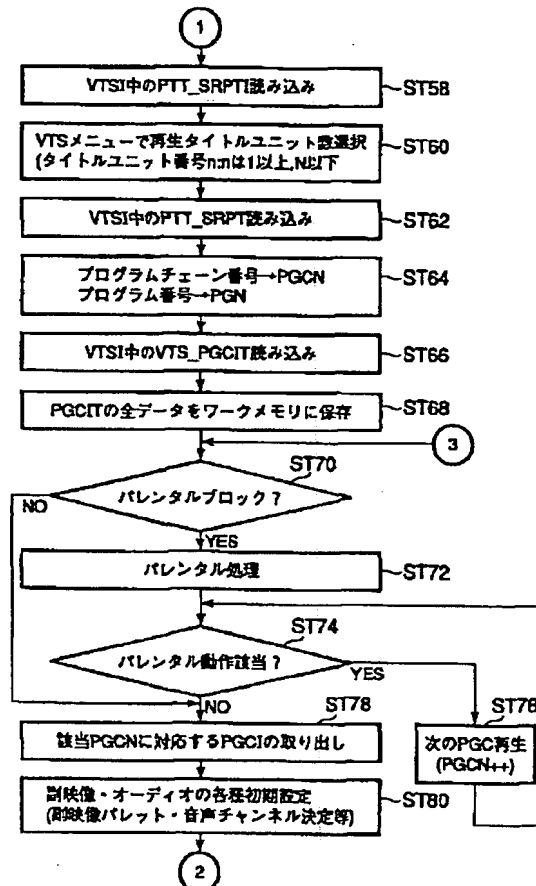 1
VTSI中のPTT_SRPTI読み込み
ST58
VTSメニューで再生タイトルユニット数選択
(タイトルユニット番号nmは1以上,N以下
ST60
VTSI中のPTT_SRPT読み込み
ST62
プログラムチェーン番号→PGCN
プログラム番号→PGN
ST64
VTSI中のVTS_PGCIT読み込み
ST66
PGCITの全データをワークメモリに保存
ST68
3
ST70
パレンタルブロック?
NO
YES
パレンタル処理
ST72
ST74
パレンタル動作該当?
YES
NO
ST78
該当PGCNに対応するPGCIの取り出し
ST78
次のPGC再生
(PGCN++)
副映像・オーディオの各種初期設定
(副映像パレット・音声チャンネル決定等)
ST80
2